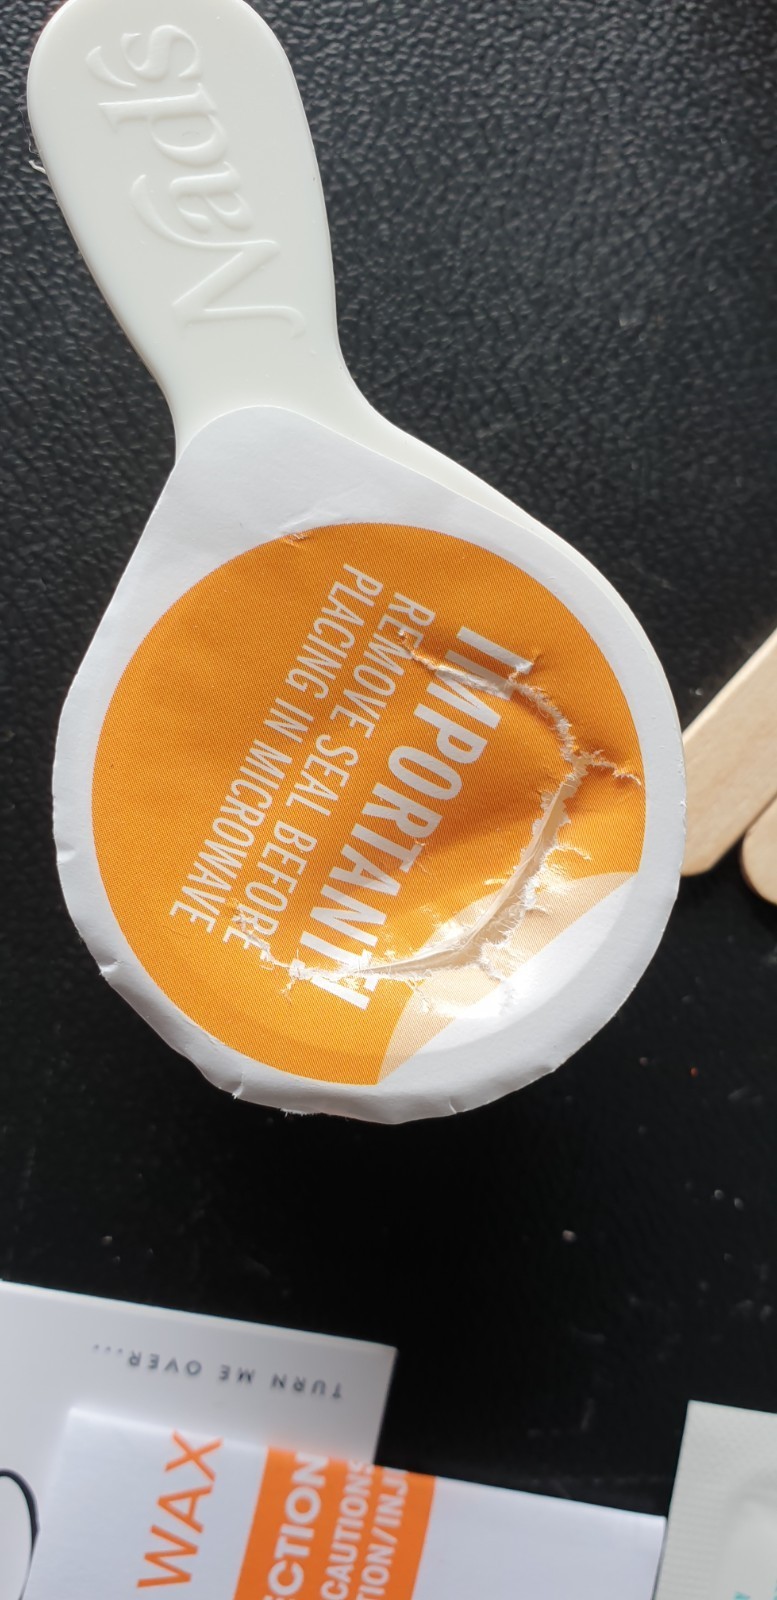 Nad's
IMPORTANT!
REMOVE SEAL BEFORE
PLACING IN MICROWAVE
TURN ME OVER...
WAX